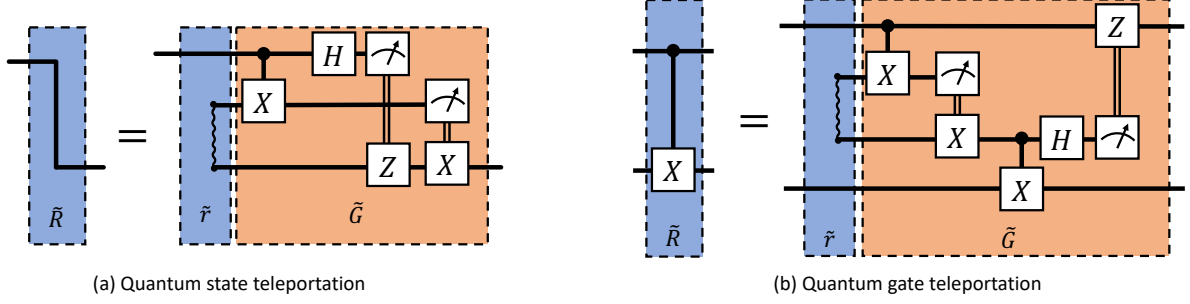 H
X
Z X
R̃ = r̃ G̃
(a) Quantum state teleportation
Z
X
X H
X X
R̃ = r̃ G̃
(b) Quantum gate teleportation